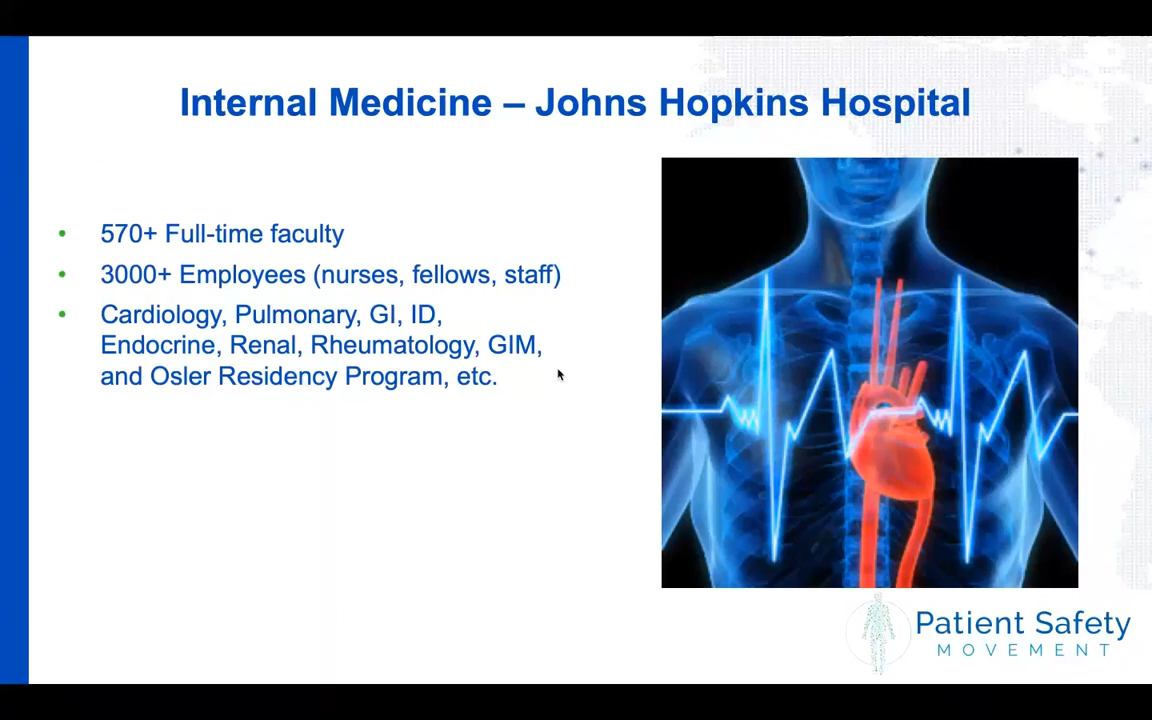 Internal Medicine – Johns Hopkins Hospital
• 570+ Full-time faculty
• 3000+ Employees (nurses, fellows, staff)
• Cardiology, Pulmonary, GI, ID,
Endocrine, Renal, Rheumatology, GIM,
and Osler Residency Program, etc.
Patient Safety
MOVEMENT